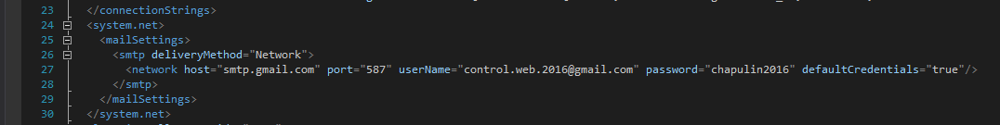 23 </connectionStrings>
24 <system.net>
25 <mailSettings>
26 <smtp deliveryMethod="Network">
27 <network host="smtp.gmail.com" port="587" userName="control.web.2016@gmail.com" password="chapulin2016" defaultCredentials="true"/>
28 </smtp>
29 </mailSettings>
30 </system.net>